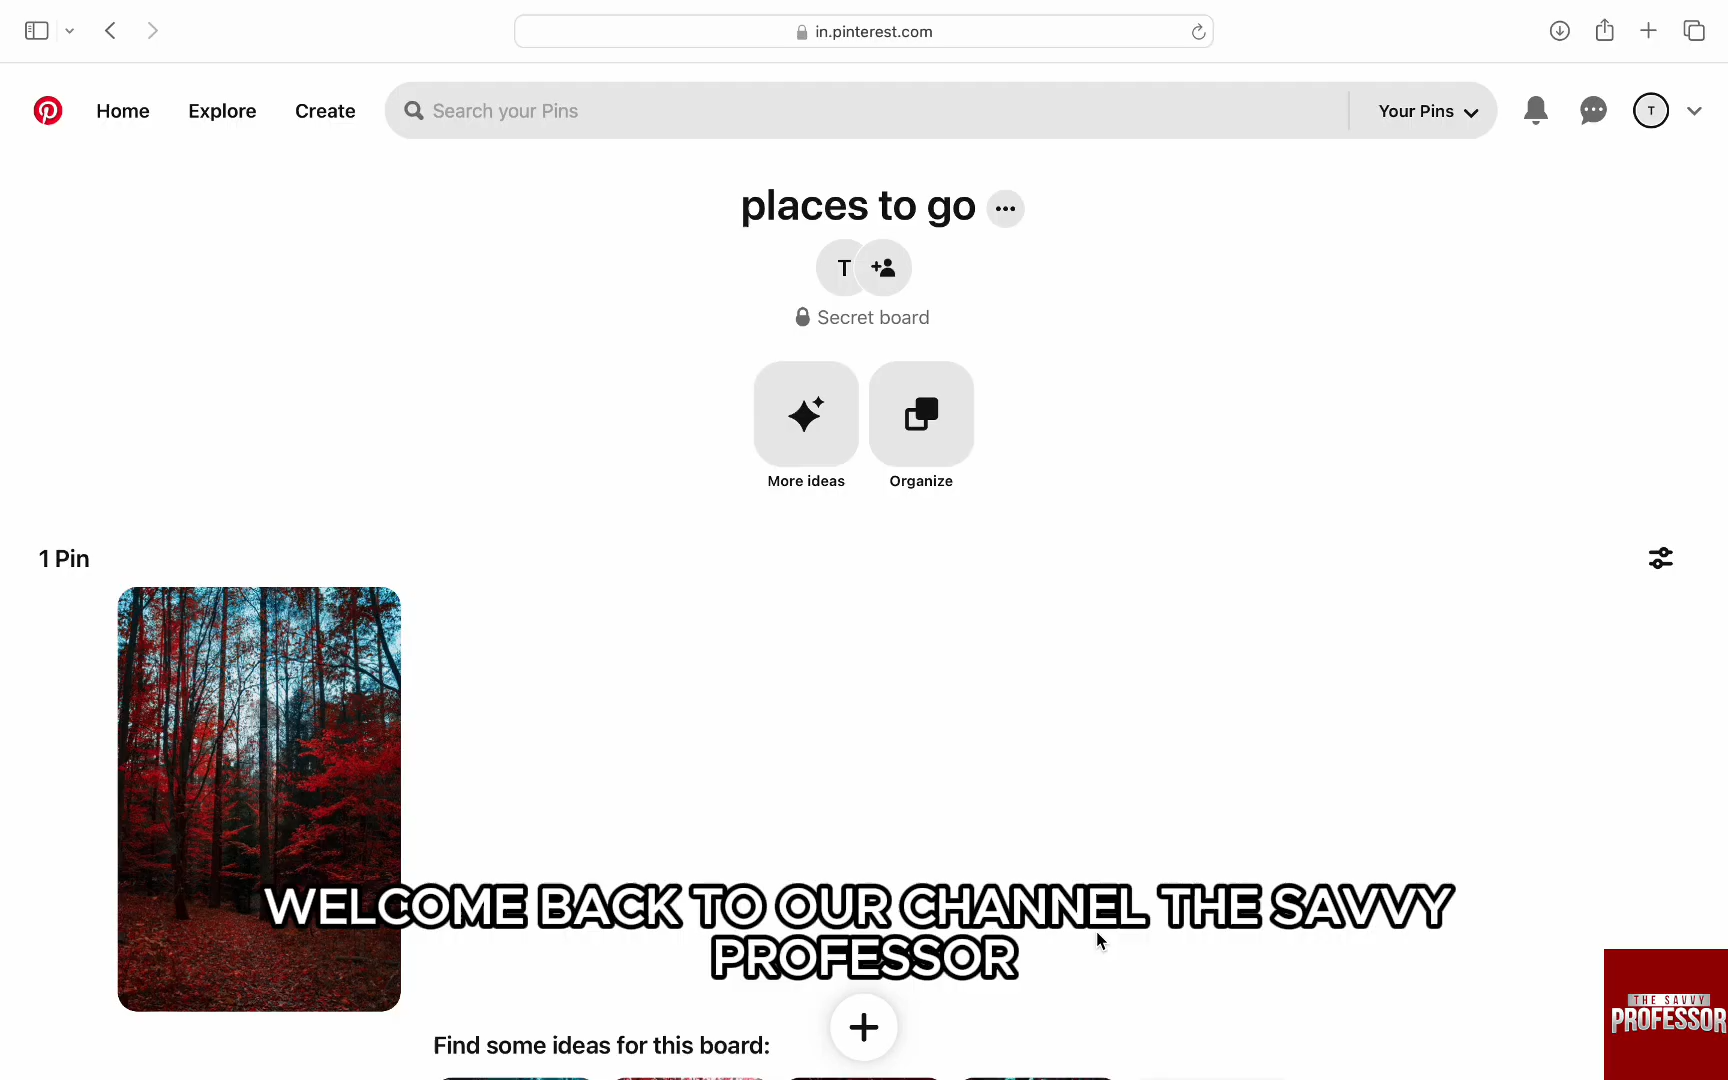 in.pinterest.com
Home Explore Create Search your Pins Your Pins T
places to go
T
Secret board
More ideas Organize
1 Pin
WELCOME BACK TO OUR CHANNEL THE SAVVY
PROFESSOR
THE SAVVY
PROFESSOR
Find some ideas for this board: